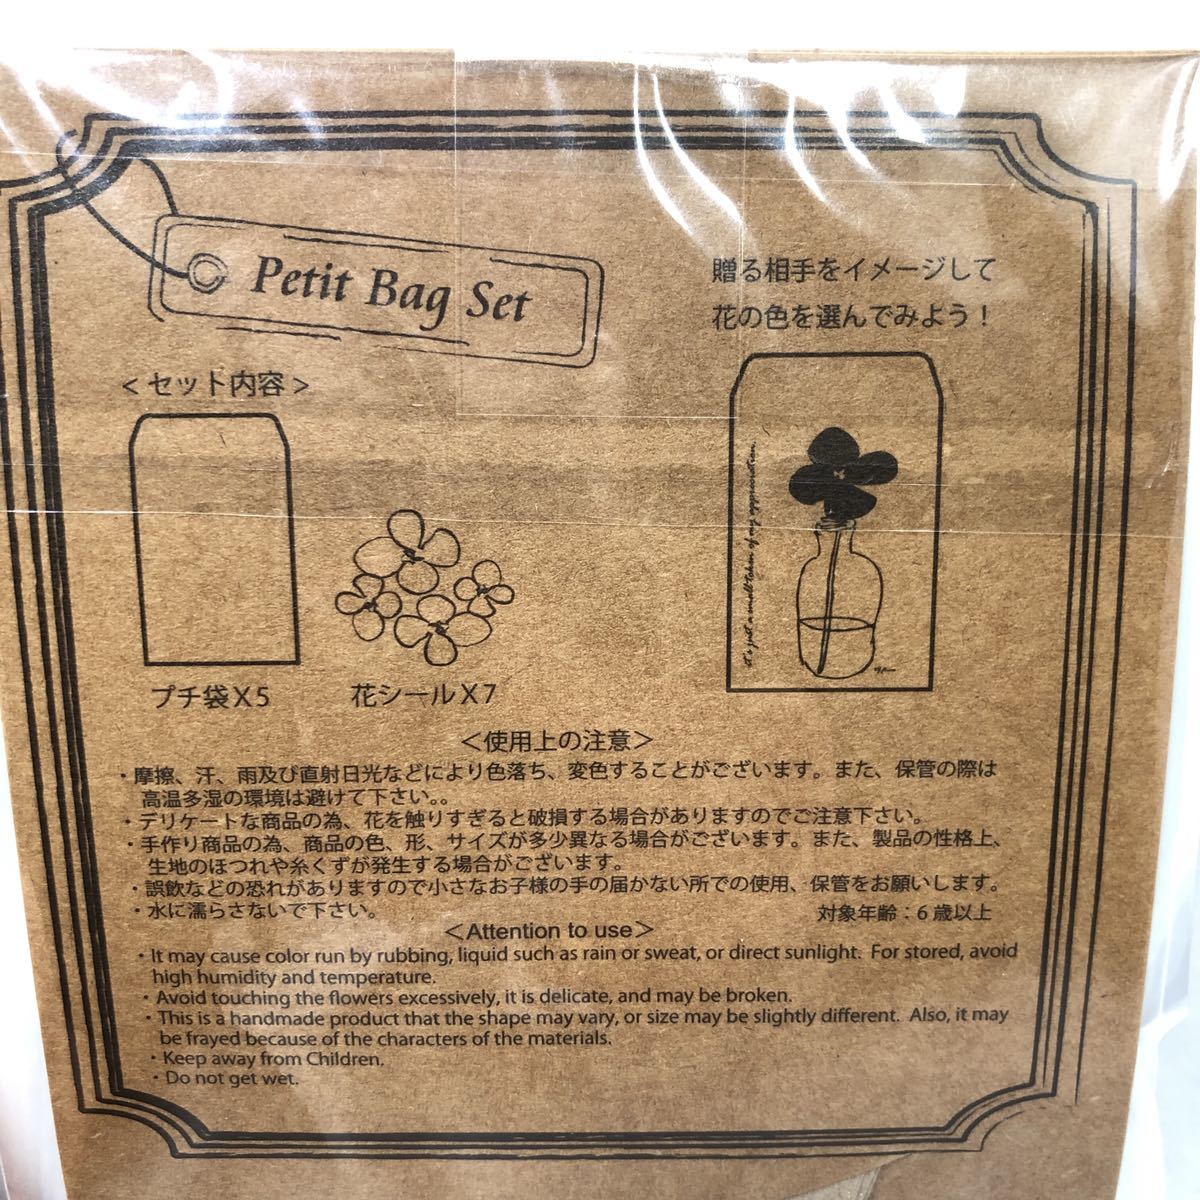 Petit Bag Set
贈る相手をイメージして
花の色を選んでみよう！
＜セット内容＞
It's just a small token of my appreciation.
プチ袋X5
花シールX7
＜使用上の注意＞
・摩擦、汗、雨及び直射日光などにより色落ち、変色することがございます。また、保管の際は
高温多湿の環境は避けて下さい。。
・デリケートな商品の為、花を触りすぎると破損する場合がありますのでご注意下さい。
・手作り商品の為、商品の色、形、サイズが多少異なる場合がございます。また、製品の性格上、
生地のほつれや糸くずが発生する場合がございます。
・誤飲などの恐れがありますので小さなお子様の手の届かない所での使用、保管をお願いします。
・水に濡らさないで下さい。
対象年齢：6歳以上
＜Attention to use＞
・It may cause color run by rubbing, liquid such as rain or sweat, or direct sunlight. For stored, avoid
high humidity and temperature.
・Avoid touching the flowers excessively, it is delicate, and may be broken.
・This is a handmade product that the shape may vary, or size may be slightly different. Also, it may
be frayed because of the characters of the materials.
・Keep away from Children.
・Do not get wet.